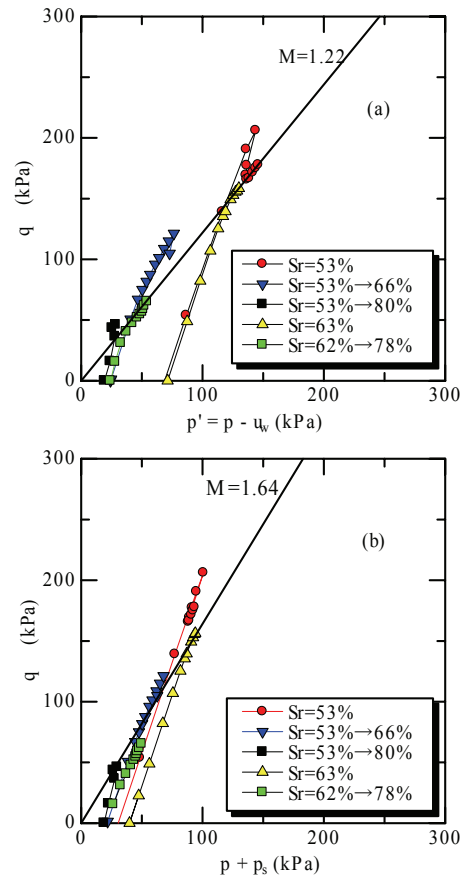 300
M=1.22
(a)
200
q (kPa)
100
Sr=53%
Sr=53%→66%
Sr=53%→80%
Sr=63%
Sr=62%→78%
0
0 100 200 300
p' = p - u_w (kPa)
300
M=1.64
(b)
200
q (kPa)
100
Sr=53%
Sr=53%→66%
Sr=53%→80%
Sr=63%
Sr=62%→78%
0
0 100 200 300
p + p_s (kPa)